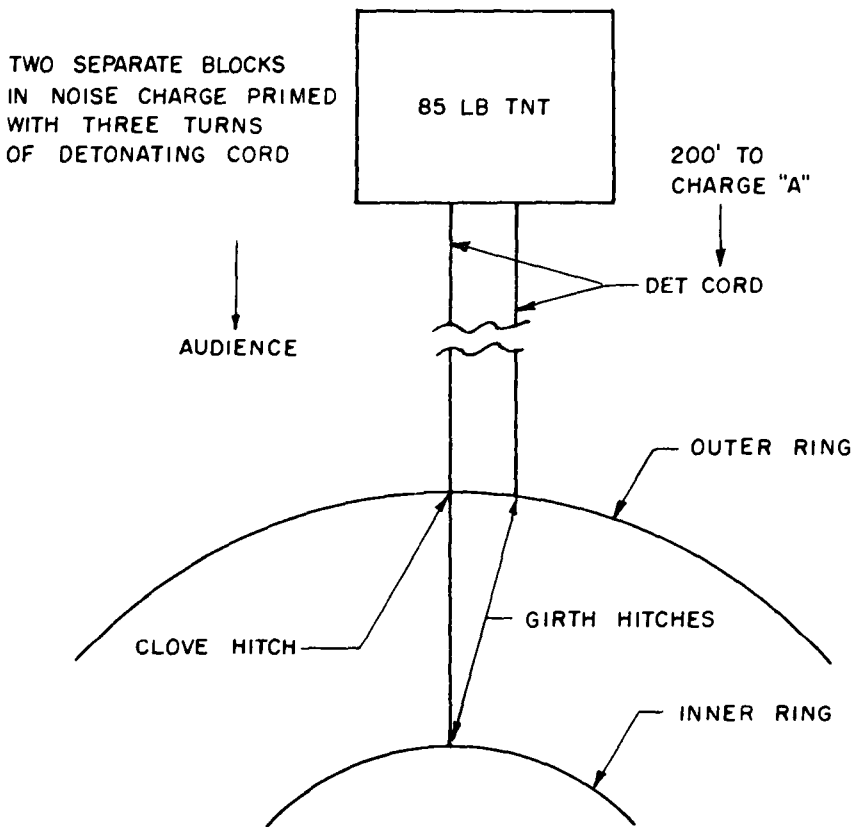 TWO SEPARATE BLOCKS
IN NOISE CHARGE PRIMED
WITH THREE TURNS
OF DETONATING CORD
85 LB TNT
200' TO
CHARGE "A"
DET CORD
AUDIENCE
OUTER RING
GIRTH HITCHES
CLOVE HITCH
INNER RING